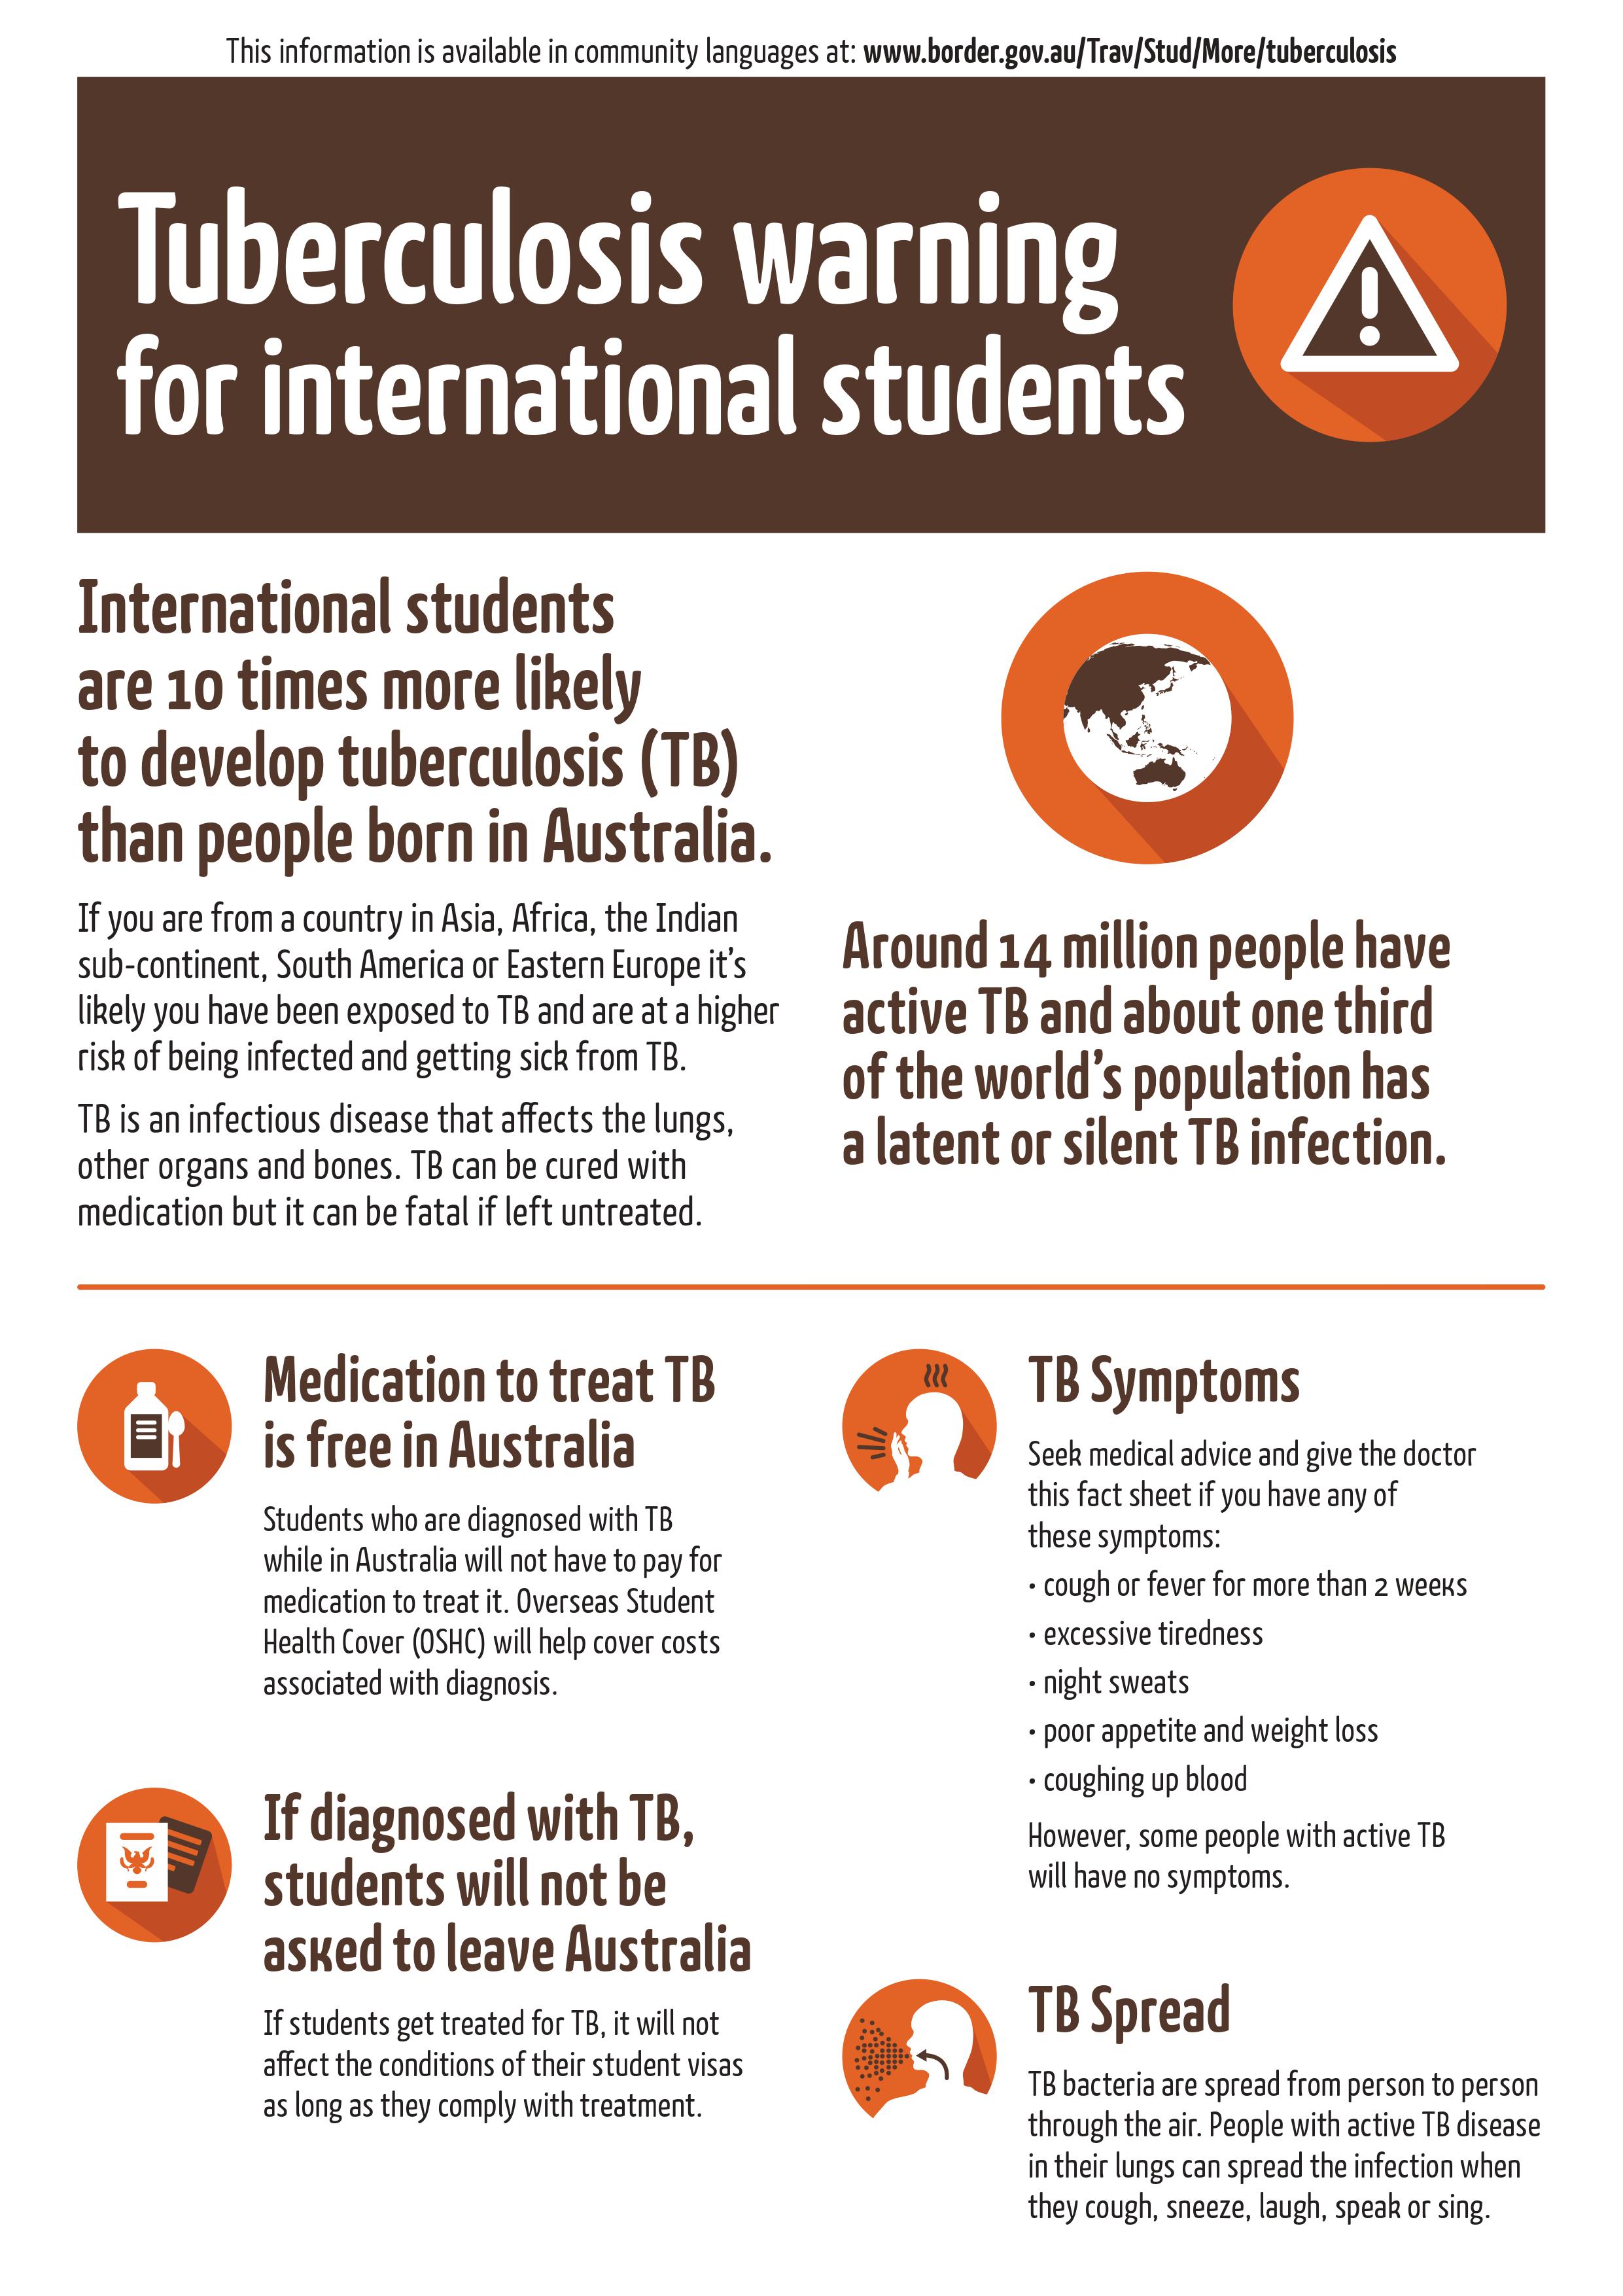 This information is available in community languages at: www.border.gov.au/Trav/Stud/More/tuberculosis
Tuberculosis warning
for international students
International students
are 10 times more likely
to develop tuberculosis (TB)
than people born in Australia.
If you are from a country in Asia, Africa, the Indian
sub-continent, South America or Eastern Europe it’s
likely you have been exposed to TB and are at a higher
risk of being infected and getting sick from TB.
TB is an infectious disease that affects the lungs,
other organs and bones. TB can be cured with
medication but it can be fatal if left untreated.
Around 14 million people have
active TB and about one third
of the world’s population has
a latent or silent TB infection.
Medication to treat TB
is free in Australia
Students who are diagnosed with TB
while in Australia will not have to pay for
medication to treat it. Overseas Student
Health Cover (OSHC) will help cover costs
associated with diagnosis.
If diagnosed with TB,
students will not be
asked to leave Australia
If students get treated for TB, it will not
affect the conditions of their student visas
as long as they comply with treatment.
TB Symptoms
Seek medical advice and give the doctor
this fact sheet if you have any of
these symptoms:
• cough or fever for more than 2 weeks
• excessive tiredness
• night sweats
• poor appetite and weight loss
• coughing up blood
However, some people with active TB
will have no symptoms.
TB Spread
TB bacteria are spread from person to person
through the air. People with active TB disease
in their lungs can spread the infection when
they cough, sneeze, laugh, speak or sing.